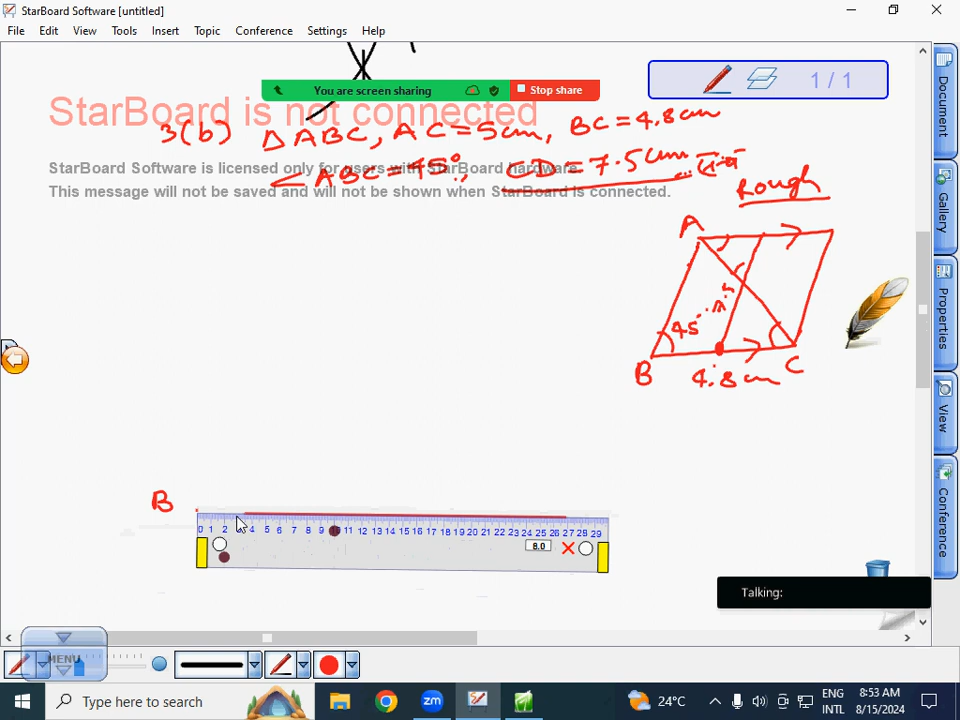 StarBoard Software [untitled]
File Edit View Tools Insert Topic Conference Settings Help
You are screen sharing Stop share
1 / 1
StarBoard is not connected
3(b) △ABC, AC=5cm, BC=4.8cm
StarBoard Software is licensed only for users with StarBoard hardware.
∠ABC=45°, CD=7.5cm
This message will not be saved and will not be shown when StarBoard is connected.
Rough
A
45°
B 4.8cm C
B
0 1 2 4 5 6 7 8 9 10 11 12 13 14 15 16 17 18 19 20 21 22 23 24 25 26 27 28 29
8.0
Talking:
MENU
Document
Gallery
Properties
View
Conference
Type here to search
24°C
ENG
INTL
8:53 AM
8/15/2024